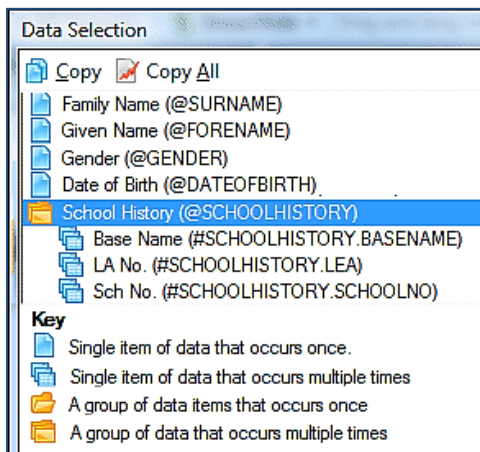 Data Selection
Copy Copy All
Family Name (@SURNAME)
Given Name (@FORENAME)
Gender (@GENDER)
Date of Birth (@DATEOFBIRTH)
School History (@SCHOOLHISTORY)
Base Name (#SCHOOLHISTORY.BASENAME)
LA No. (#SCHOOLHISTORY.LEA)
Sch No. (#SCHOOLHISTORY.SCHOOLNO)
Key
Single item of data that occurs once.
Single item of data that occurs multiple times
A group of data items that occurs once
A group of data that occurs multiple times